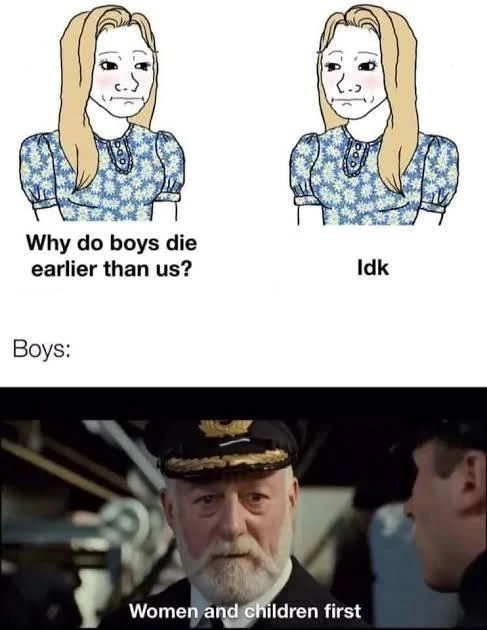 Why do boys die
earlier than us?
Idk
Boys:
Women and children first